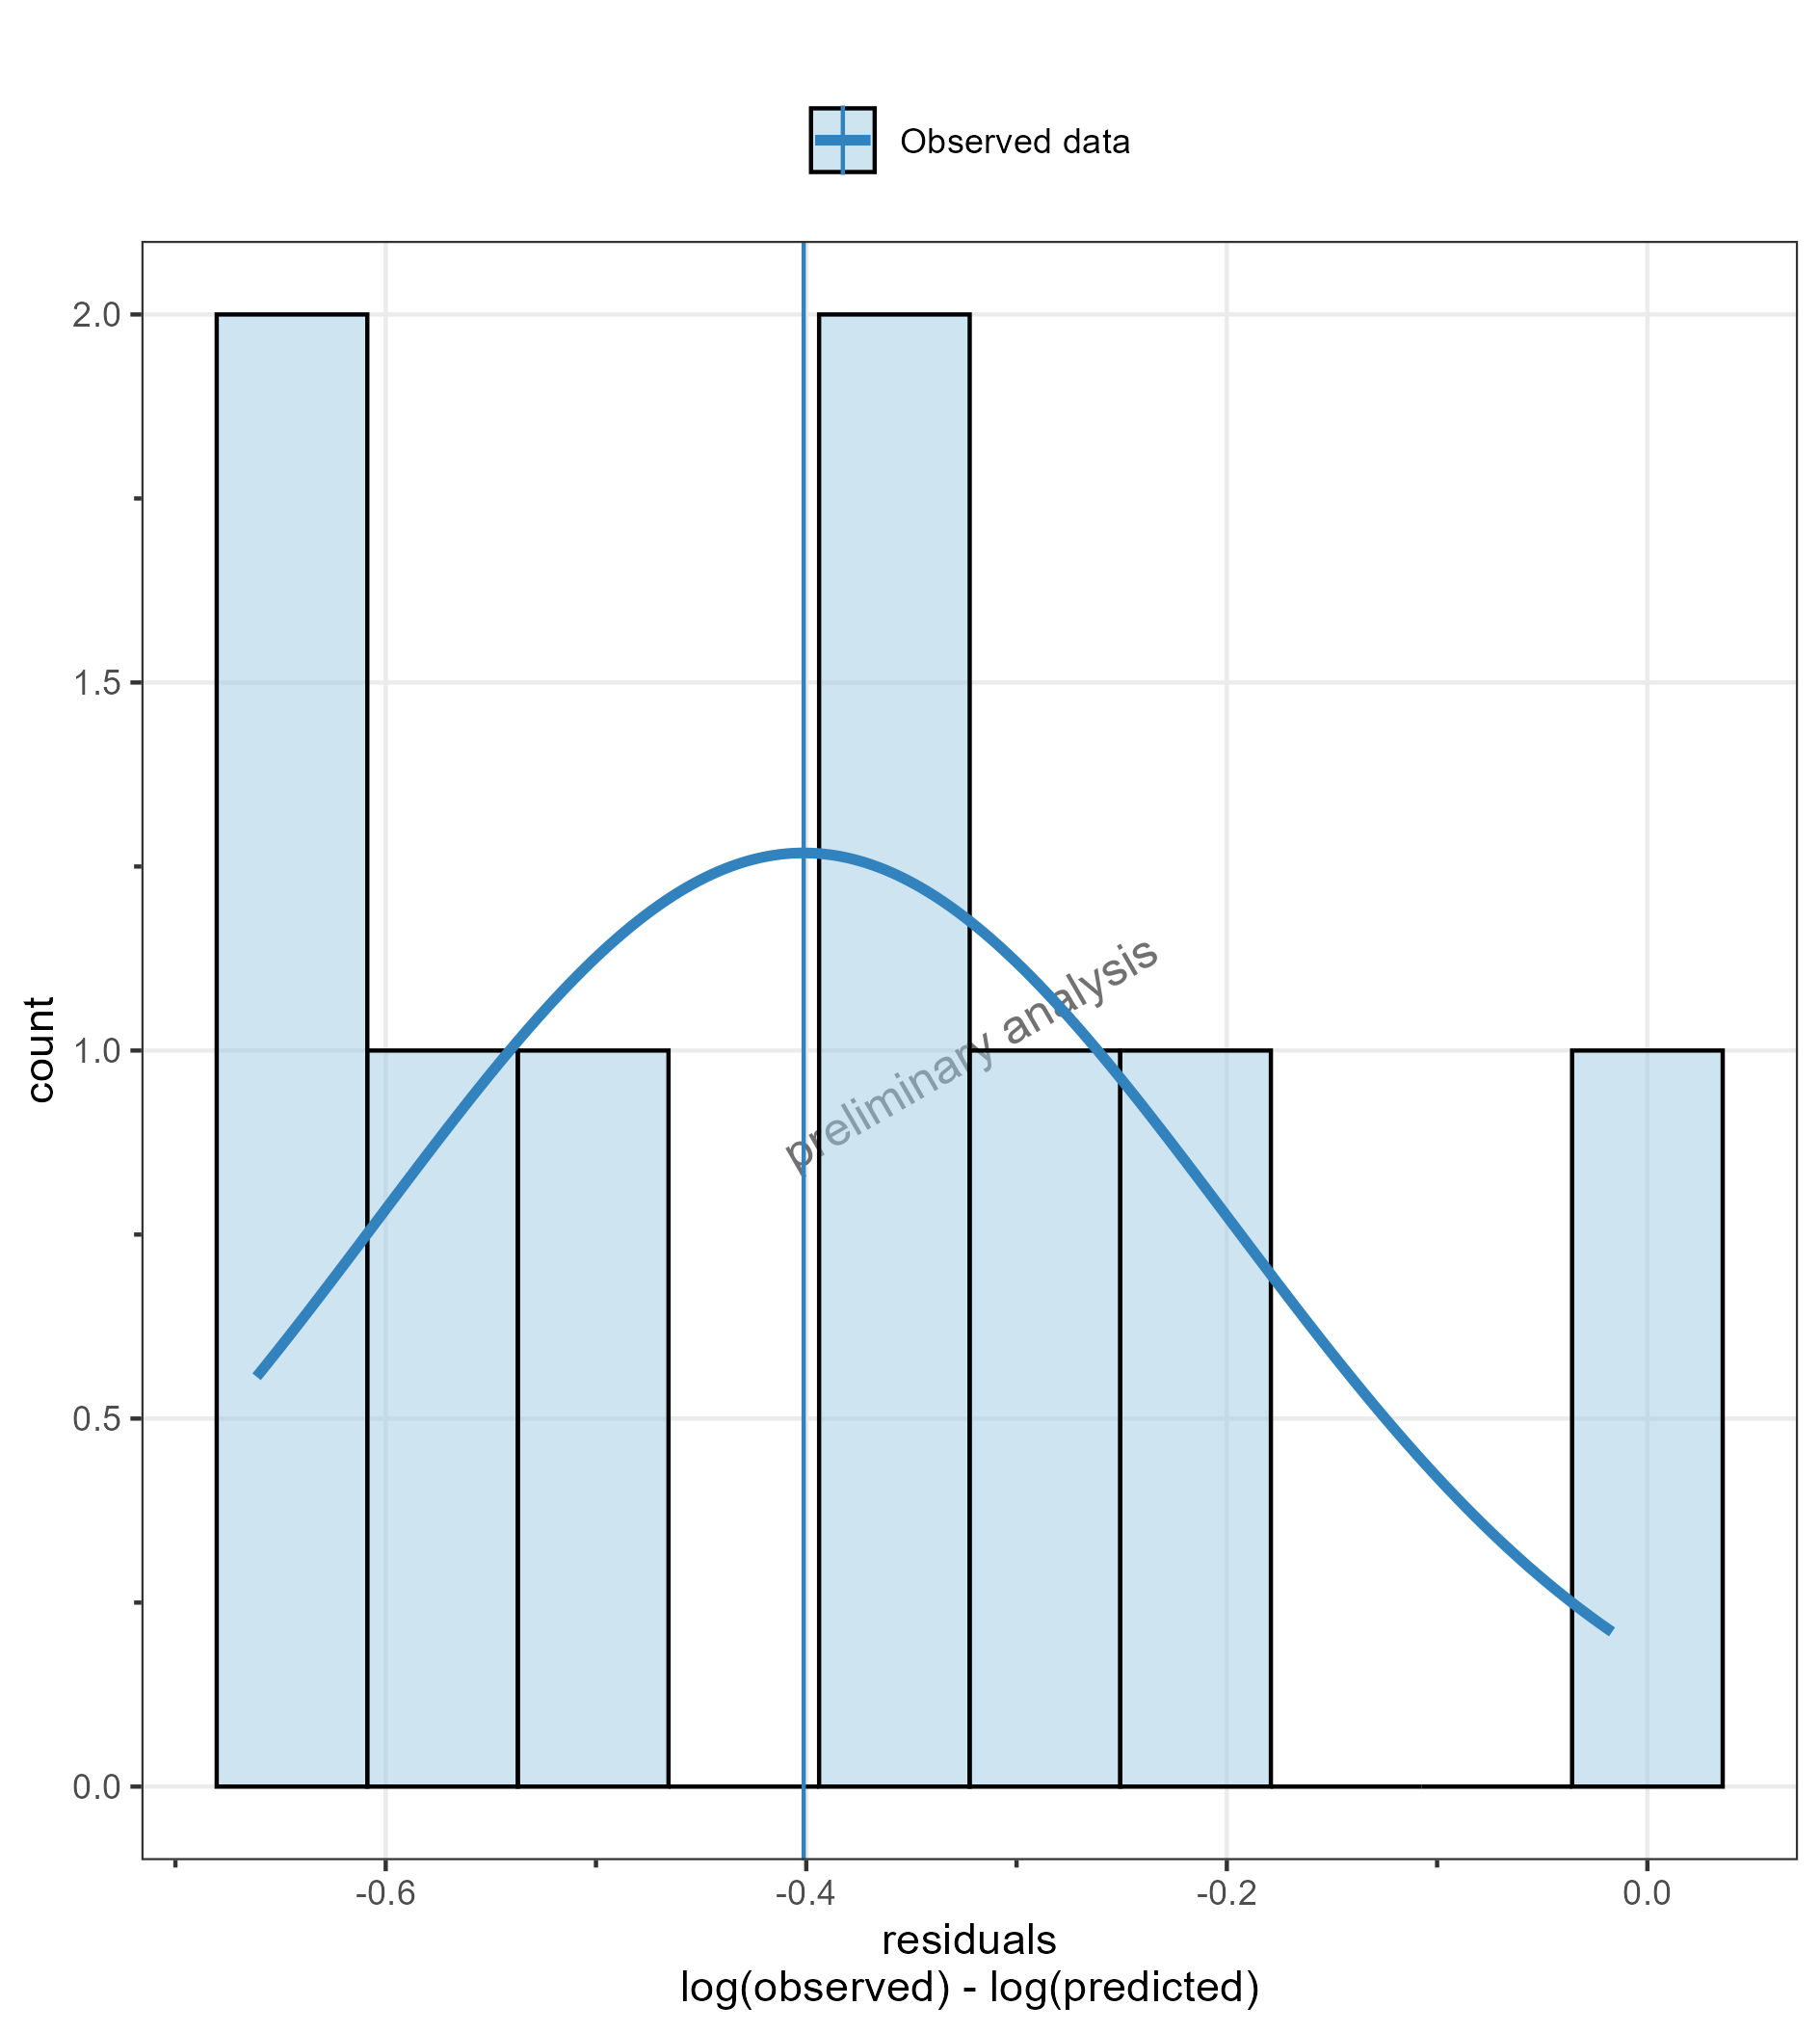 Observed data
2.0
1.5
1.0
0.5
0.0
count
preliminary analysis
-0.6 -0.4 -0.2 0.0
residuals
log(observed) - log(predicted)